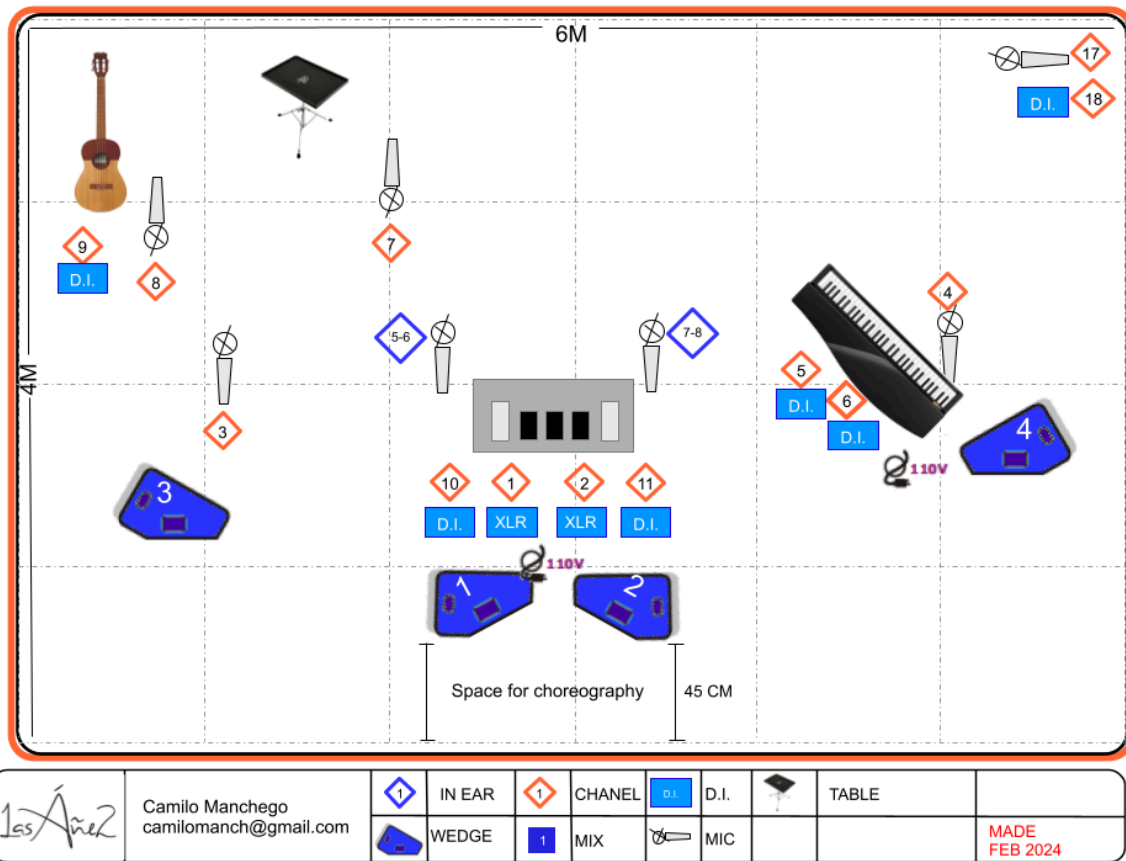 6M
17
D.I.
18
9
D.I.
8
7
4M
5-6
7-8
4
5
D.I.
6
D.I.
3
10
1
2
11
D.I.
XLR
XLR
D.I.
110V
4
3
110V
1
2
Space for choreography
45 CM
Las Áñez
Camilo Manchego
camilomanch@gmail.com
1
IN EAR
1
CHANEL
D.I.
D.I.
TABLE
WEDGE
1
MIX
MIC
MADE
FEB 2024